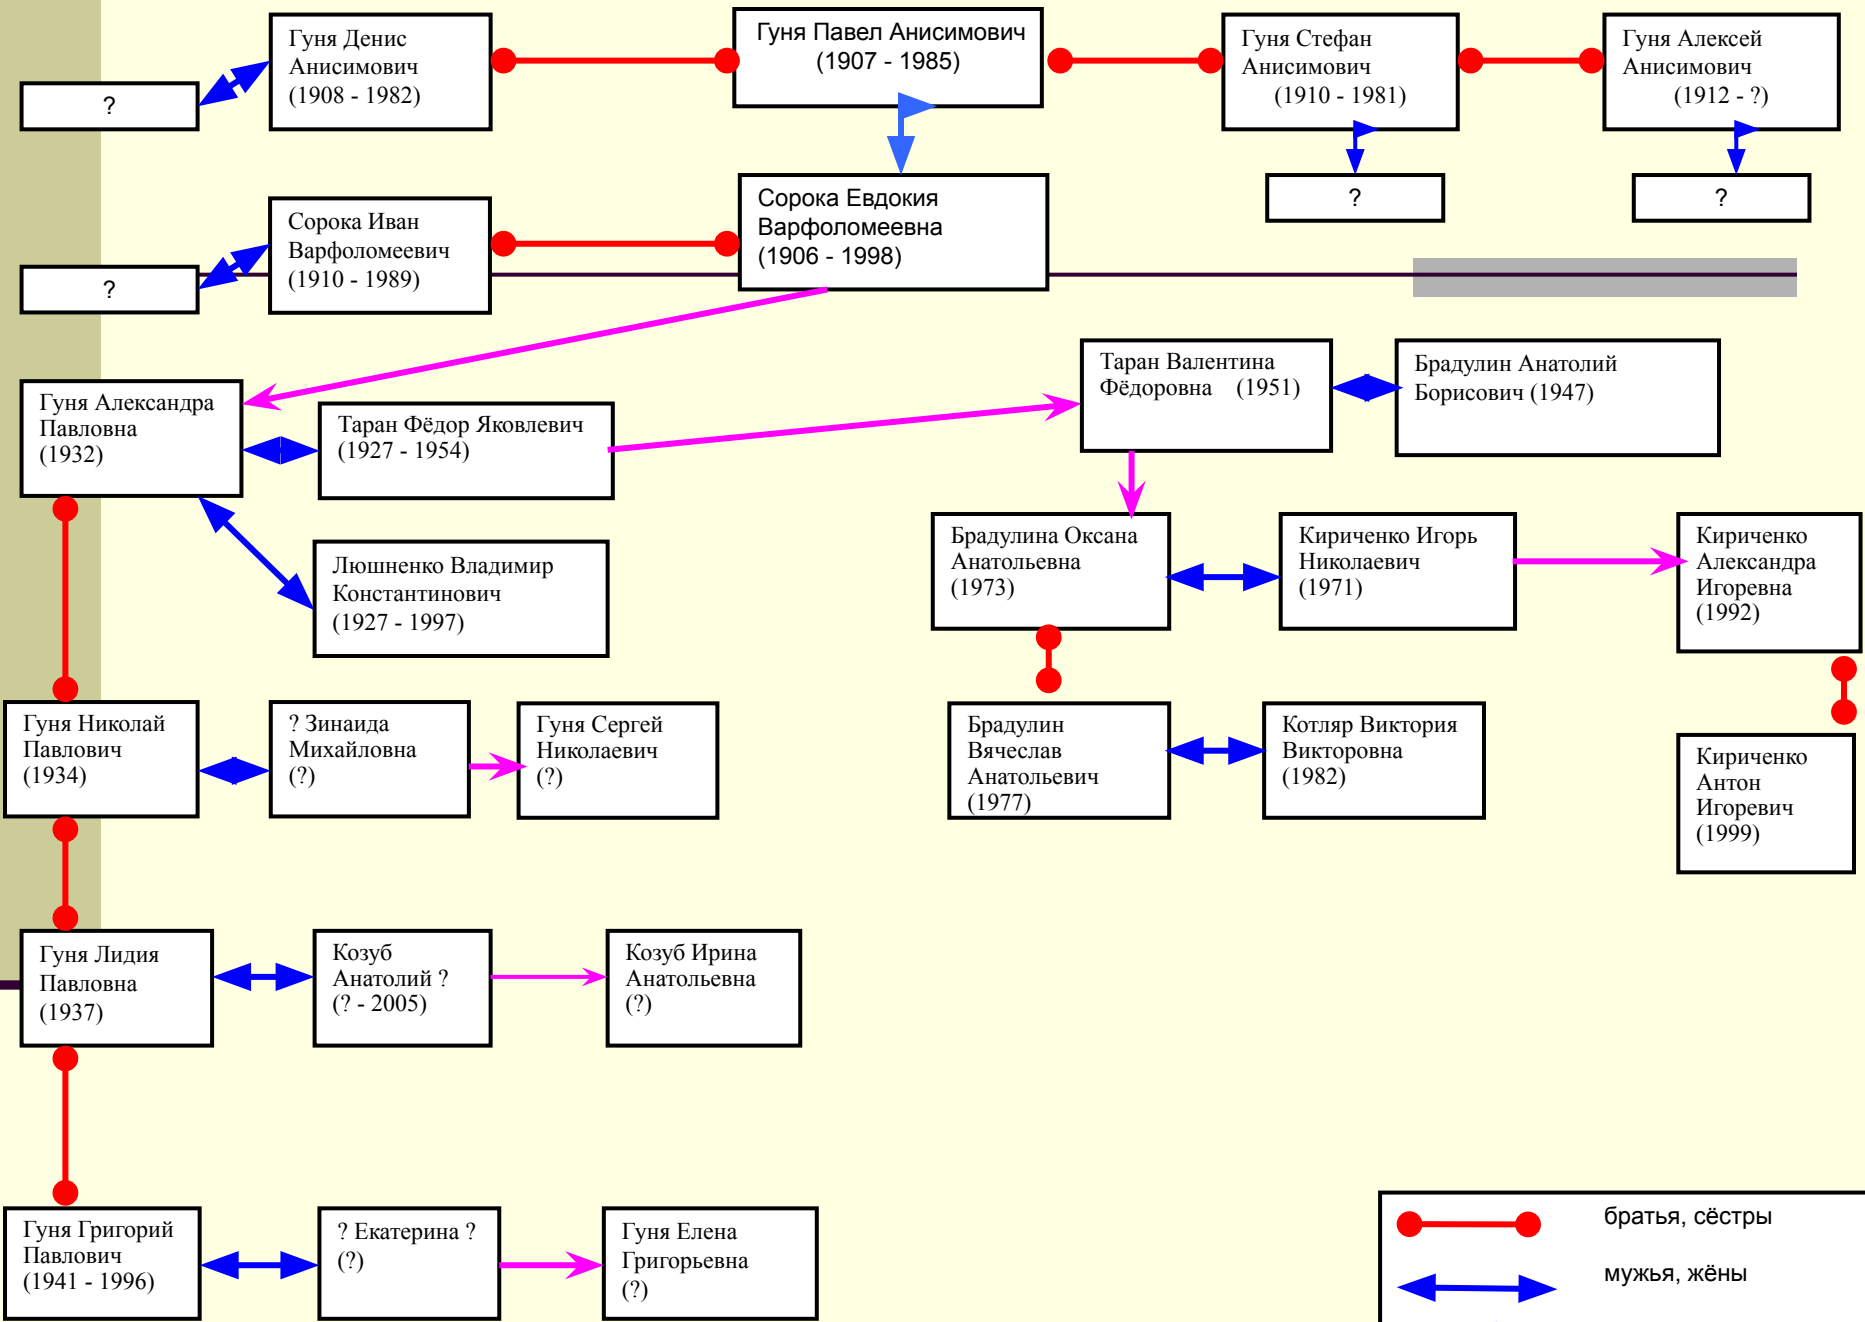 Гуня Денис
Анисимович
(1908 - 1982)
Гуня Павел Анисимович
(1907 - 1985)
Гуня Стефан
Анисимович
(1910 - 1981)
Гуня Алексей
Анисимович
(1912 - ?)
?
?
?
Сорока Иван
Варфоломеевич
(1910 - 1989)
Сорока Евдокия
Варфоломеевна
(1906 - 1998)
?
Гуня Александра
Павловна
(1932)
Таран Фёдор Яковлевич
(1927 - 1954)
Таран Валентина
Фёдоровна (1951)
Брадулин Анатолий
Борисович (1947)
Люшненко Владимир
Константинович
(1927 - 1997)
Брадулина Оксана
Анатольевна
(1973)
Кириченко Игорь
Николаевич
(1971)
Кириченко
Александра
Игоревна
(1992)
Гуня Николай
Павлович
(1934)
? Зинаида
Михайловна
(?)
Гуня Сергей
Николаевич
(?)
Брадулин
Вячеслав
Анатольевич
(1977)
Котляр Виктория
Викторовна
(1982)
Кириченко
Антон
Игоревич
(1999)
Гуня Лидия
Павловна
(1937)
Козуб
Анатолий ?
(? - 2005)
Козуб Ирина
Анатольевна
(?)
Гуня Григорий
Павлович
(1941 - 1996)
? Екатерина ?
(?)
Гуня Елена
Григорьевна
(?)
братья, сёстры
мужья, жёны